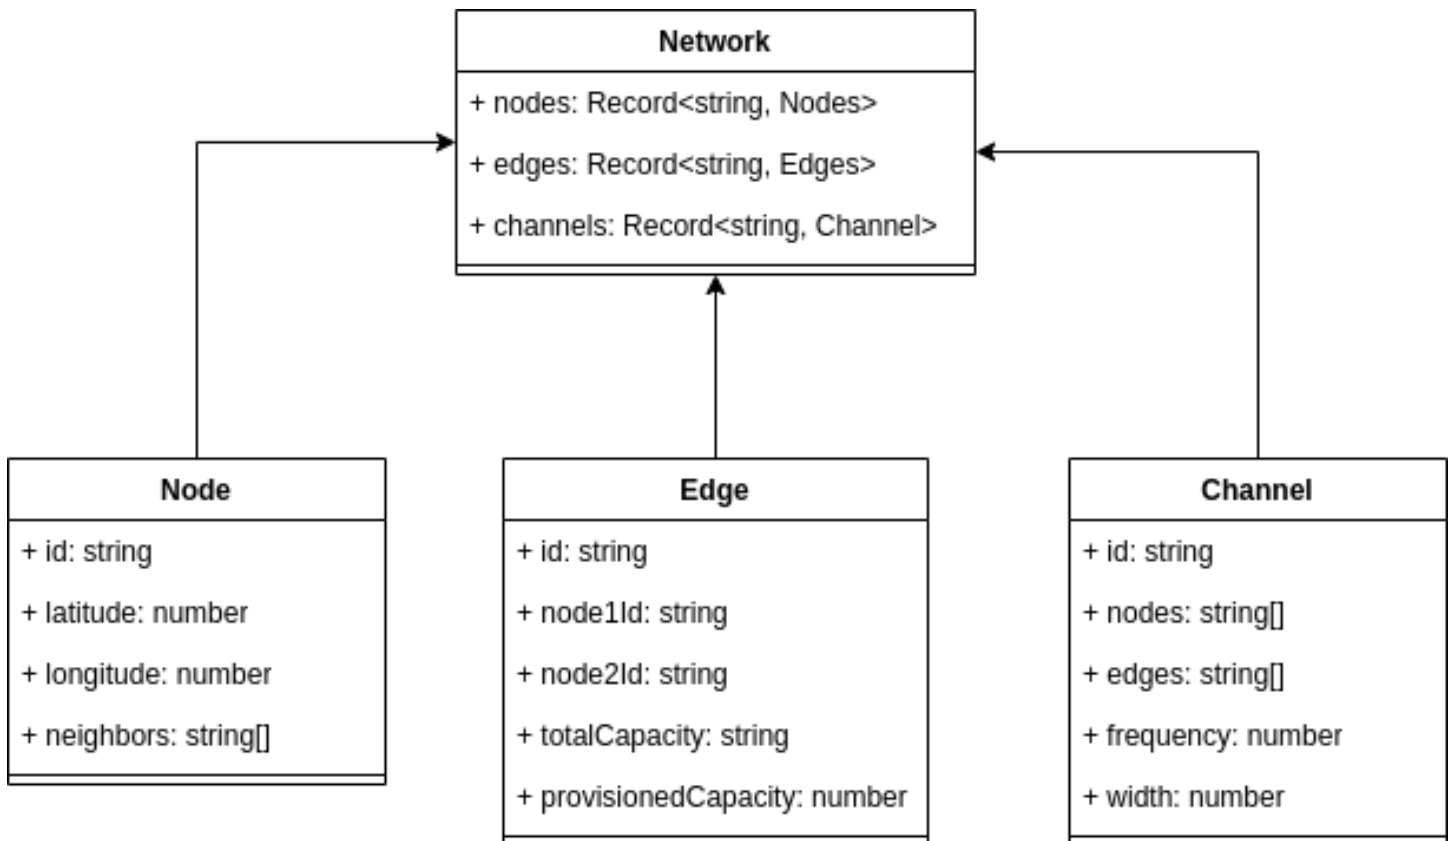 Network
+ nodes: Record<string, Nodes>
+ edges: Record<string, Edges>
+ channels: Record<string, Channel>
Node
+ id: string
+ latitude: number
+ longitude: number
+ neighbors: string[]
Edge
+ id: string
+ node1Id: string
+ node2Id: string
+ totalCapacity: string
+ provisionedCapacity: number
Channel
+ id: string
+ nodes: string[]
+ edges: string[]
+ frequency: number
+ width: number